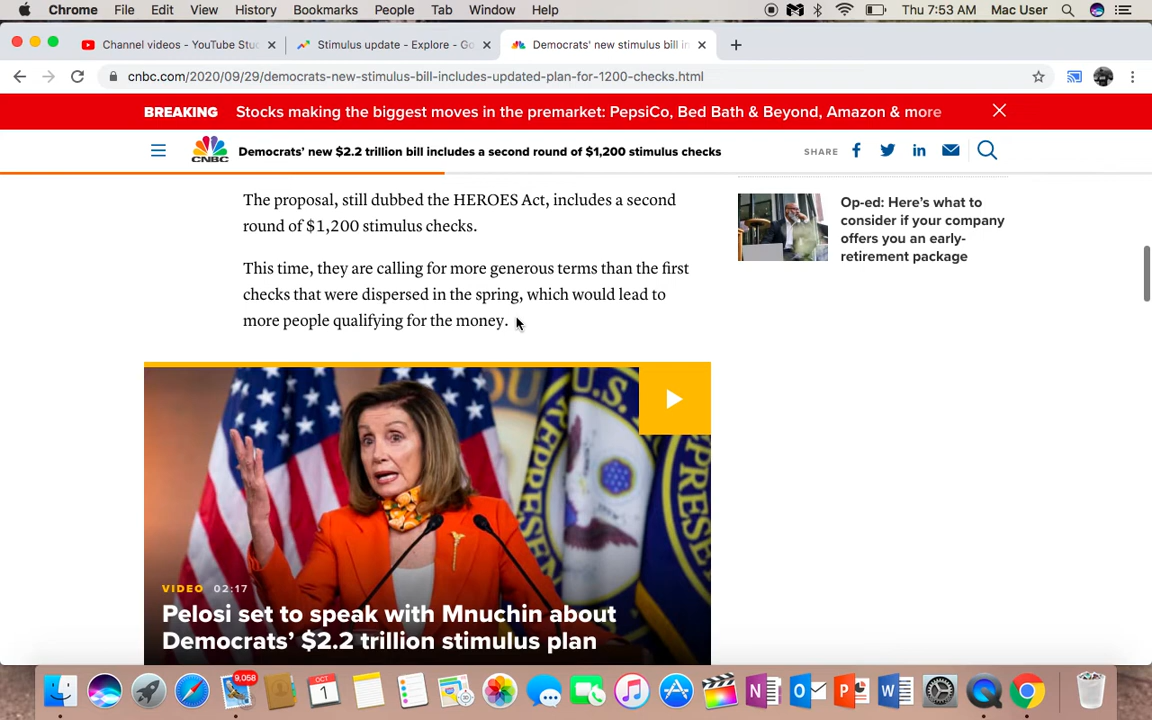 Chrome File Edit View History Bookmarks People Tab Window Help Thu 7:53 AM Mac User
Channel videos - YouTube Stu Stimulus update - Explore - Go Democrats' new stimulus bill in
cnbc.com/2020/09/29/democrats-new-stimulus-bill-includes-updated-plan-for-1200-checks.html
BREAKING Stocks making the biggest moves in the premarket: PepsiCo, Bed Bath & Beyond, Amazon & more
CNBC Democrats' new $2.2 trillion bill includes a second round of $1,200 stimulus checks SHARE
The proposal, still dubbed the HEROES Act, includes a second
round of $1,200 stimulus checks.
This time, they are calling for more generous terms than the first
checks that were dispersed in the spring, which would lead to
more people qualifying for the money.
Op-ed: Here's what to
consider if your company
offers you an early-
retirement package
VIDEO 02:17
Pelosi set to speak with Mnuchin about
Democrats' $2.2 trillion stimulus plan
9,058
OCT
1